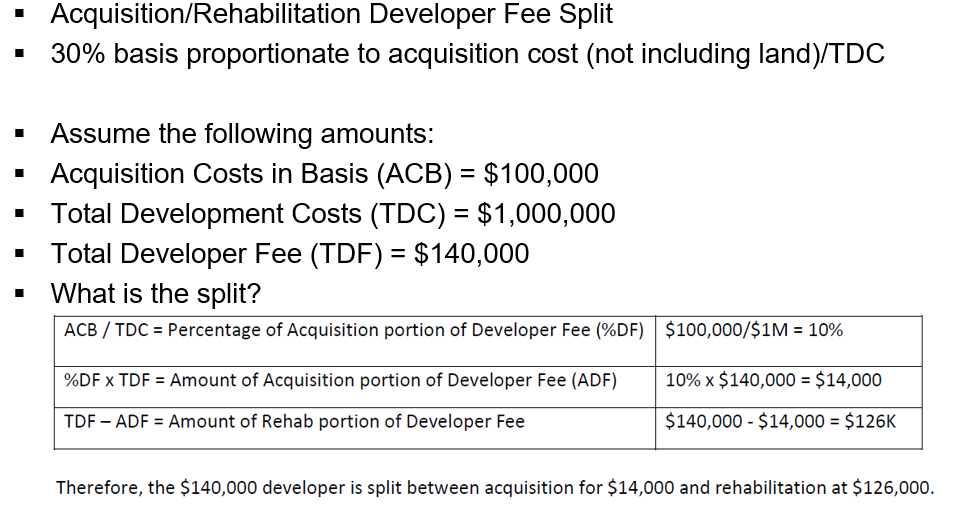 ▪ Acquisition/Rehabilitation Developer Fee Split
▪ 30% basis proportionate to acquisition cost (not including land)/TDC
▪ Assume the following amounts:
▪ Acquisition Costs in Basis (ACB) = $100,000
▪ Total Development Costs (TDC) = $1,000,000
▪ Total Developer Fee (TDF) = $140,000
▪ What is the split?
ACB / TDC = Percentage of Acquisition portion of Developer Fee (%DF) $100,000/$1M = 10%
%DF x TDF = Amount of Acquisition portion of Developer Fee (ADF) 10% x $140,000 = $14,000
TDF – ADF = Amount of Rehab portion of Developer Fee $140,000 - $14,000 = $126K
Therefore, the $140,000 developer is split between acquisition for $14,000 and rehabilitation at $126,000.